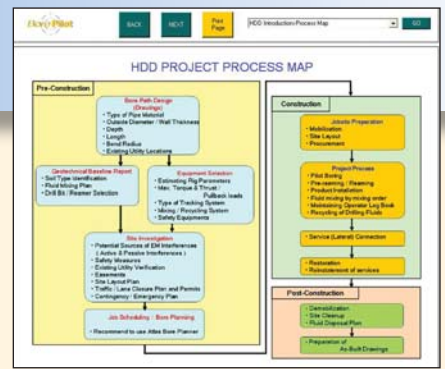 Bore Pilot
BACK
NEXT
Print
Page
HDD Introduction-Process Map
GO
HDD PROJECT PROCESS MAP
Pre-Construction
Bore Path Design
(Drawings)
• Type of Pipe Material
• Outside Diameter / Wall Thickness
• Depth
• Length
• Bend Radius
• Existing Utility Locations
Geotechnical Baseline Report
• Soil Type Identification
• Fluid Mixing Plan
• Drill Bit / Reamer Selection
Equipment Selection
• Estimating Rig Parameters
• Max. Torque & Thrust /
Pullback loads
• Type of Tracking System
• Mixing / Recycling System
• Safety Equipments
Site Investigation
• Potential Sources of EM Interferences
( Active & Passive Interferences )
• Safety Measures
• Existing Utility Verification
• Easements
• Site Layout Plan
• Traffic / Lane Closure Plan and Permits
• Contingency / Emergency Plan
Job Scheduling / Bore Planning
• Recommend to use Atlas Bore Planner
Construction
Jobsite Preparation
• Mobilization
• Site Layout
• Procurement
Project Process
• Pilot Boring
• Pre-reaming / Reaming
• Product Installation
• Fluid mixing by mixing order
• Maintaining Operator Log Book
• Recycling of Drilling Fluids
• Service (Lateral) Connection
• Restoration
• Reinstatement of services
Post-Construction
• Demobilization
• Site Cleanup
• Fluid Disposal Plan
• Preparation of
As-Built Drawings